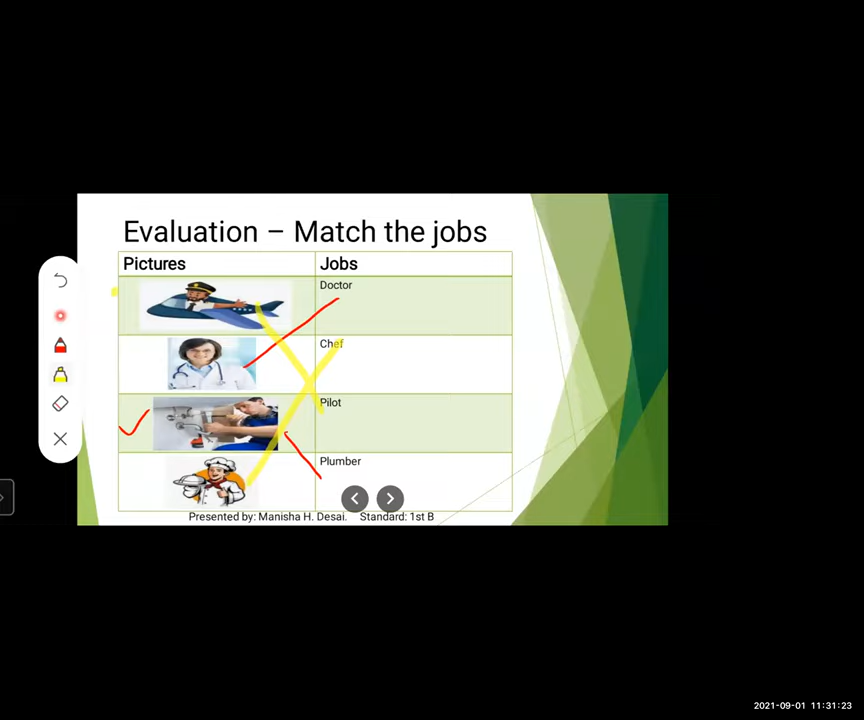 Evaluation – Match the jobs
Pictures Jobs
Doctor
Chef
Pilot
Plumber
Presented by: Manisha H. Desai. Standard: 1st B
2021-09-01 11:31:23